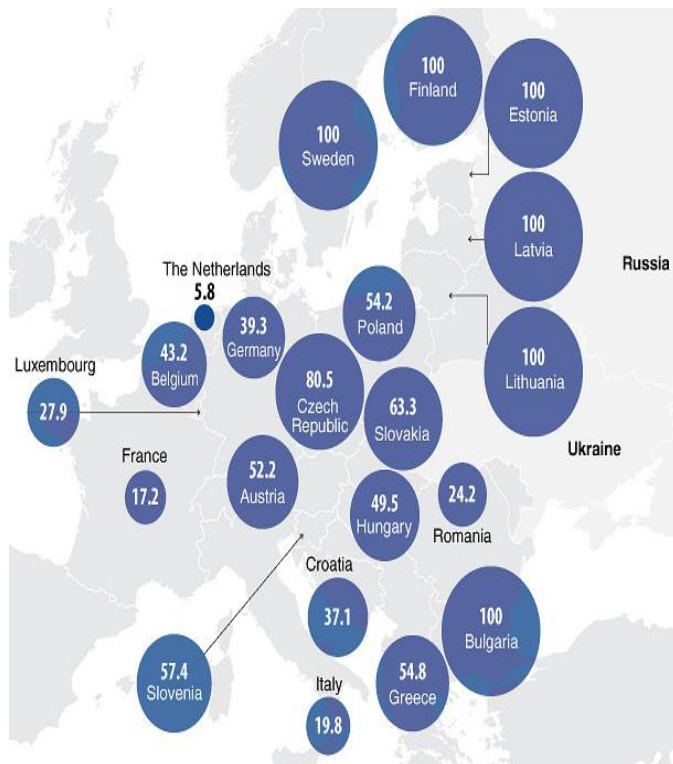 100
Finland
100
Estonia
100
Sweden
100
Latvia
Russia
The Netherlands
5.8
54.2
Poland
39.3
Germany
43.2
Belgium
Luxembourg
27.9
80.5
Czech
Republic
100
Lithuania
63.3
Slovakia
Ukraine
France
17.2
52.2
Austria
49.5
Hungary
24.2
Romania
Croatia
37.1
100
Bulgaria
57.4
Slovenia
54.8
Greece
Italy
19.8